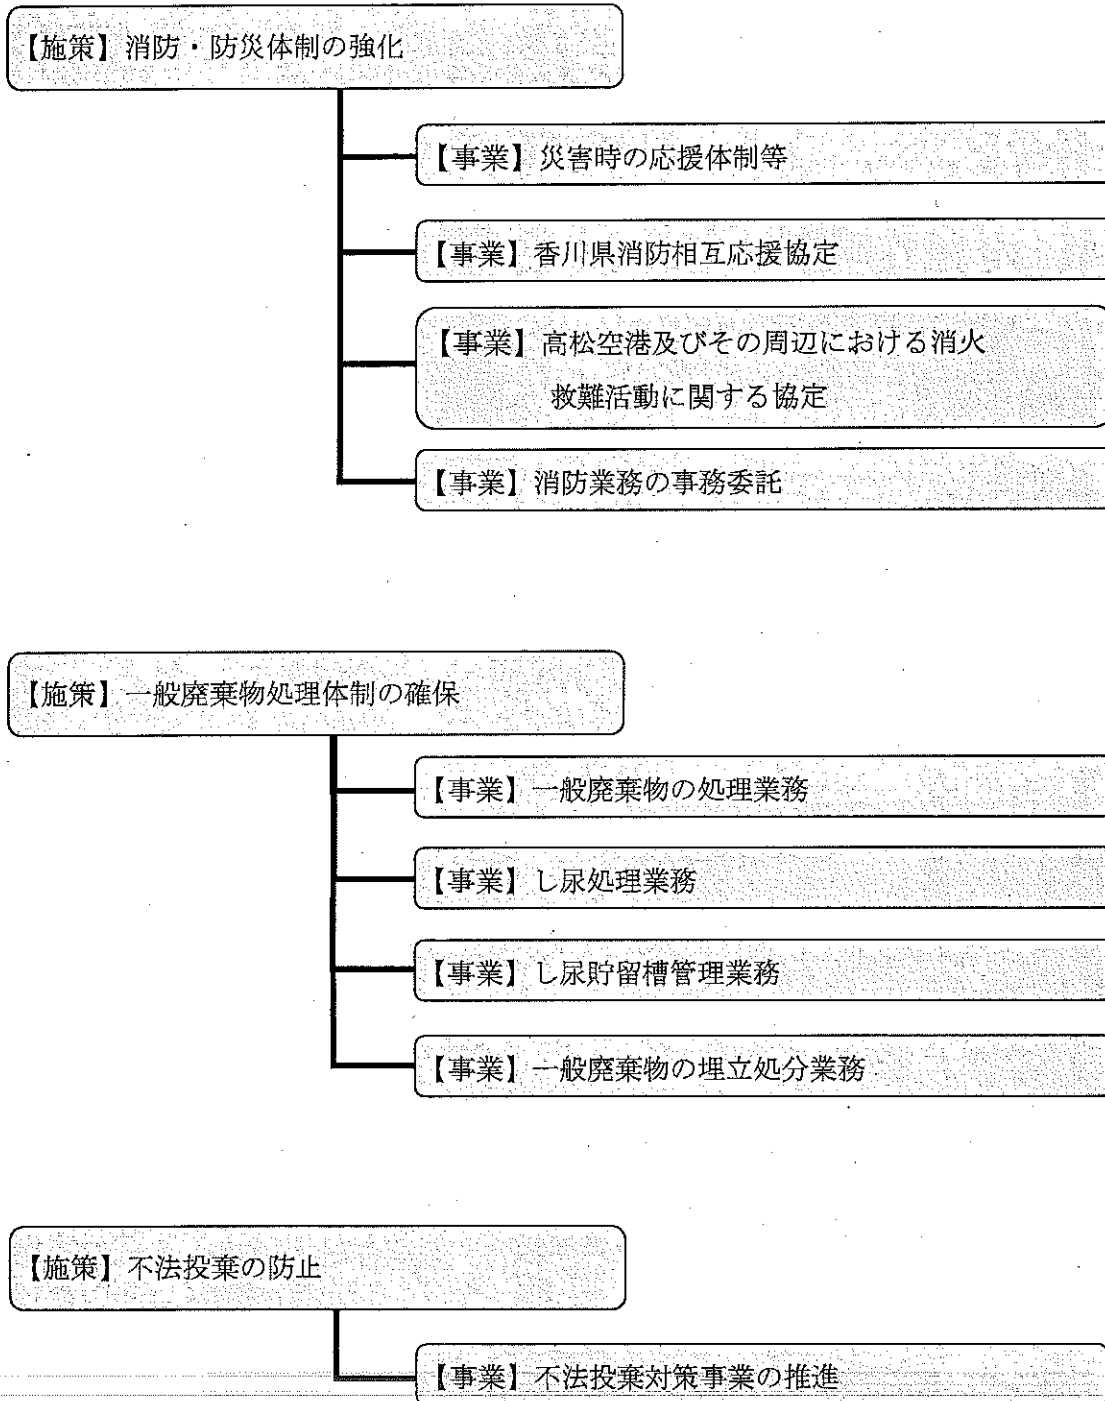 【施策】消防・防災体制の強化
【事業】災害時の応援体制等
【事業】香川県消防相互応援協定
【事業】高松空港及びその周辺における消火
救難活動に関する協定
【事業】消防業務の事務委託
【施策】一般廃棄物処理体制の確保
【事業】一般廃棄物の処理業務
【事業】し尿処理業務
【事業】し尿貯留槽管理業務
【事業】一般廃棄物の埋立処分業務
【施策】不法投棄の防止
【事業】不法投棄対策事業の推進